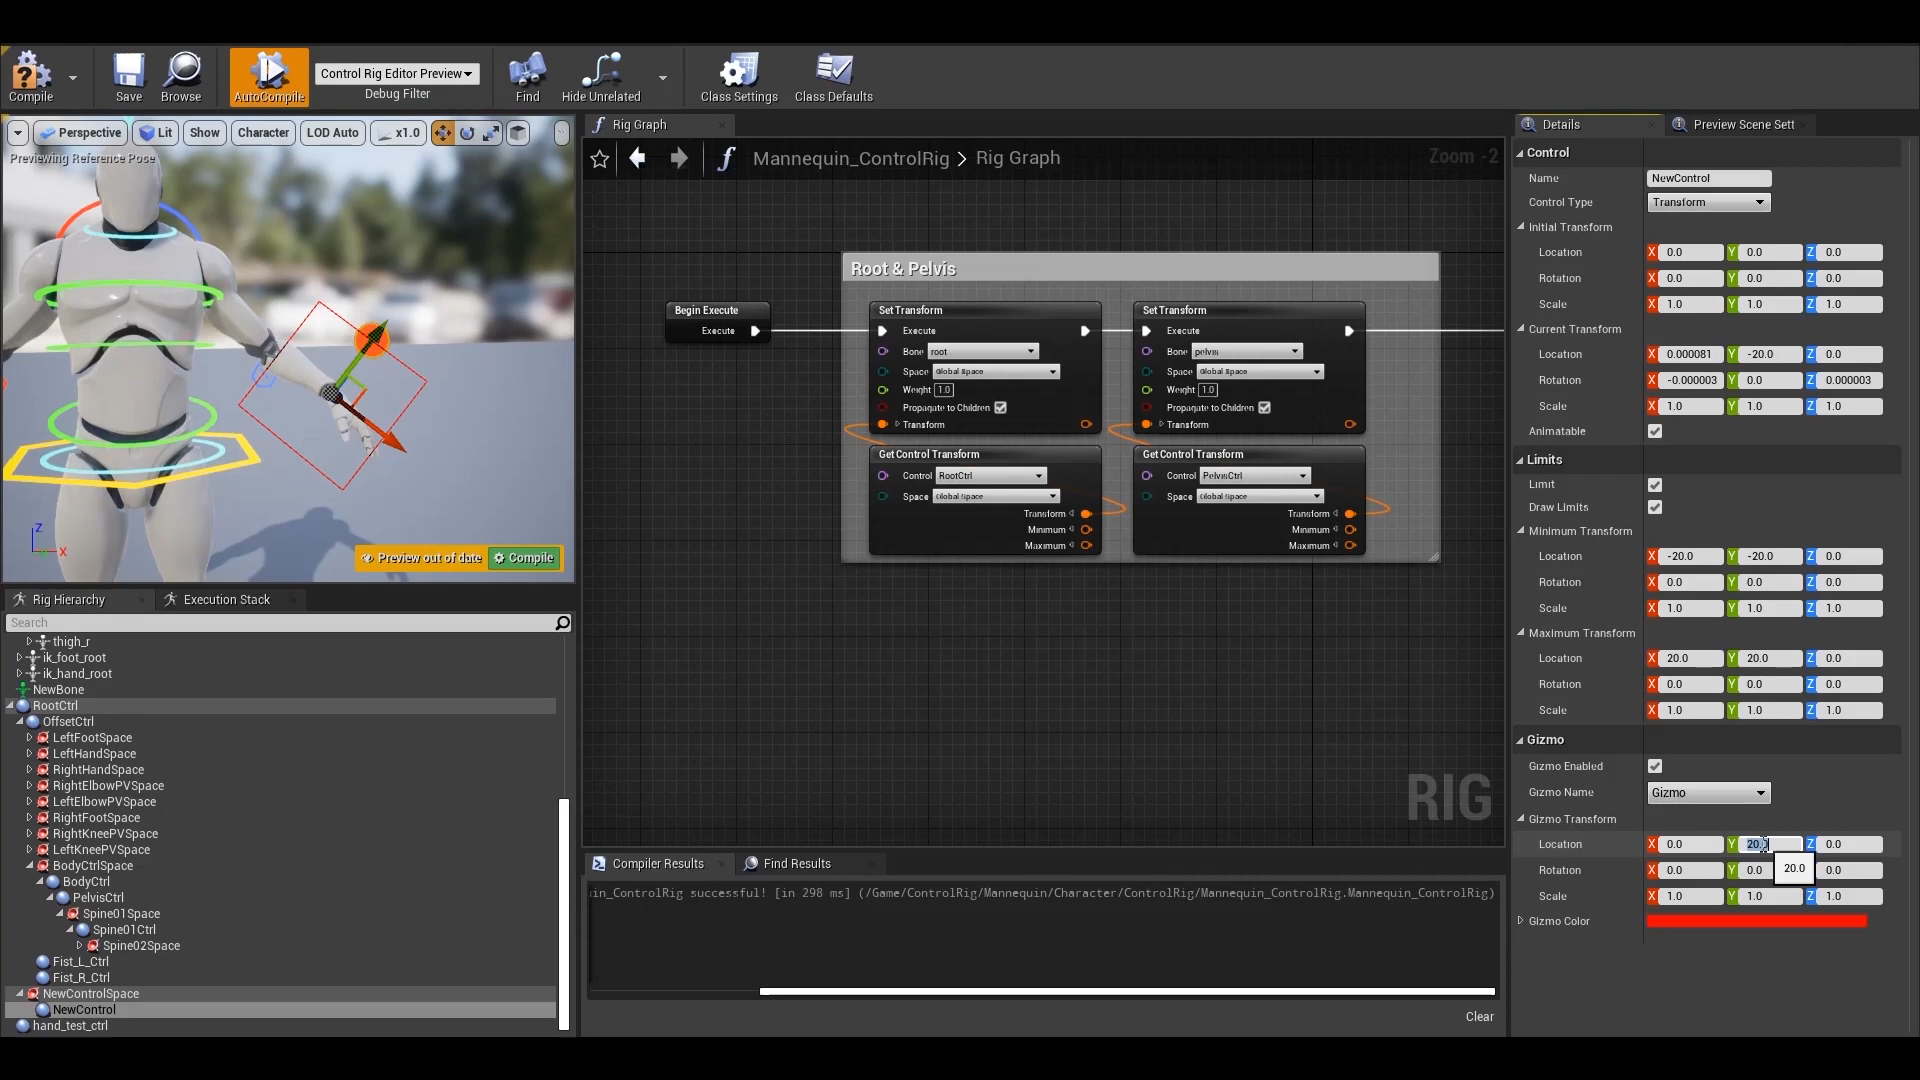 Compile
Save
Browse
AutoCompile
Control Rig Editor Preview
Debug Filter
Find
Hide Unrelated
Class Settings
Class Defaults
Perspective
Lit
Show
Character
LOD Auto
x1.0
Previewing Reference Pose
Z
X
Preview out of date
Compile
Rig Graph
Mannequin_ControlRig > Rig Graph
Zoom -2
Root & Pelvis
Begin Execute
Execute
Set Transform
Execute
Bone root
Space Global Space
Weight 1.0
Propagate to Children
Transform
Get Control Transform
Control RootCtrl
Space Global Space
Transform
Minimum
Maximum
Set Transform
Execute
Bone pelvis
Space Global Space
Weight 1.0
Propagate to Children
Transform
Get Control Transform
Control PelvisCtrl
Space Global Space
Transform
Minimum
Maximum
RIG
Rig Hierarchy
Execution Stack
Search
thigh_r
ik_foot_root
ik_hand_root
NewBone
RootCtrl
OffsetCtrl
LeftFootSpace
LeftHandSpace
RightHandSpace
RightElbowPVSpace
LeftElbowPVSpace
RightFootSpace
RightKneePVSpace
LeftKneePVSpace
BodyCtrlSpace
BodyCtrl
PelvisCtrl
Spine01Space
Spine01Ctrl
Spine02Space
Fist_L_Ctrl
Fist_R_Ctrl
NewControlSpace
NewControl
hand_test_ctrl
Compiler Results
Find Results
in_ControlRig successful! [in 298 ms] (/Game/ControlRig/Mannequin/Character/ControlRig/Mannequin_ControlRig.Mannequin_ControlRig)
Clear
Details
Preview Scene Sett
Control
Name NewControl
Control Type Transform
Initial Transform
Location X 0.0 Y 0.0 Z 0.0
Rotation X 0.0 Y 0.0 Z 0.0
Scale X 1.0 Y 1.0 Z 1.0
Current Transform
Location X 0.000081 Y -20.0 Z 0.0
Rotation X -0.000003 Y 0.0 Z 0.000003
Scale X 1.0 Y 1.0 Z 1.0
Animatable
Limits
Limit
Draw Limits
Minimum Transform
Location X -20.0 Y -20.0 Z 0.0
Rotation X 0.0 Y 0.0 Z 0.0
Scale X 1.0 Y 1.0 Z 1.0
Maximum Transform
Location X 20.0 Y 20.0 Z 0.0
Rotation X 0.0 Y 0.0 Z 0.0
Scale X 1.0 Y 1.0 Z 1.0
Gizmo
Gizmo Enabled
Gizmo Name Gizmo
Gizmo Transform
Location X 0.0 Y 20.0 Z 0.0
20.0
Rotation X 0.0 Y 0.0 0.0
Scale X 1.0 Y 1.0 Z 1.0
Gizmo Color